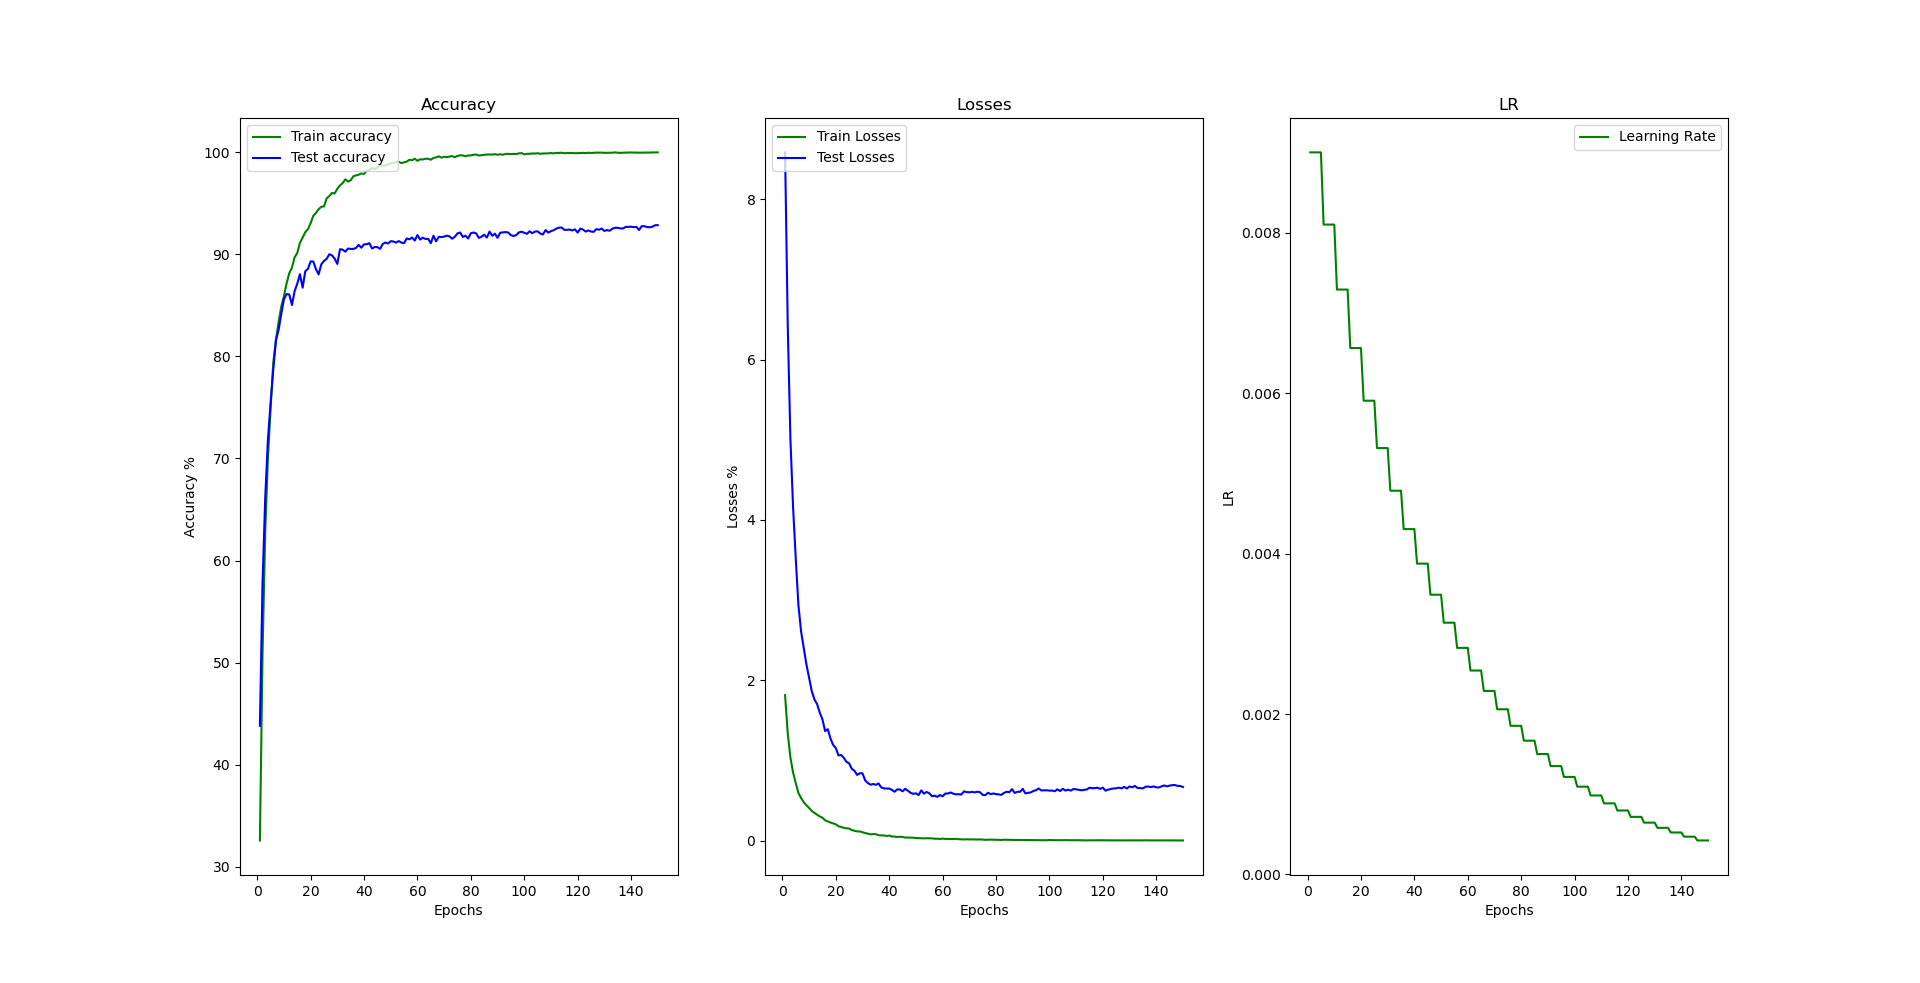 Accuracy
Train accuracy
Test accuracy
100
90
80
70
60
50
40
30
Accuracy %
0 20 40 60 80 100 120 140
Epochs
Losses
Train Losses
Test Losses
8
6
4
2
0
Losses %
0 20 40 60 80 100 120 140
Epochs
LR
Learning Rate
0.008
0.006
0.004
0.002
0.000
LR
0 20 40 60 80 100 120 140
Epochs